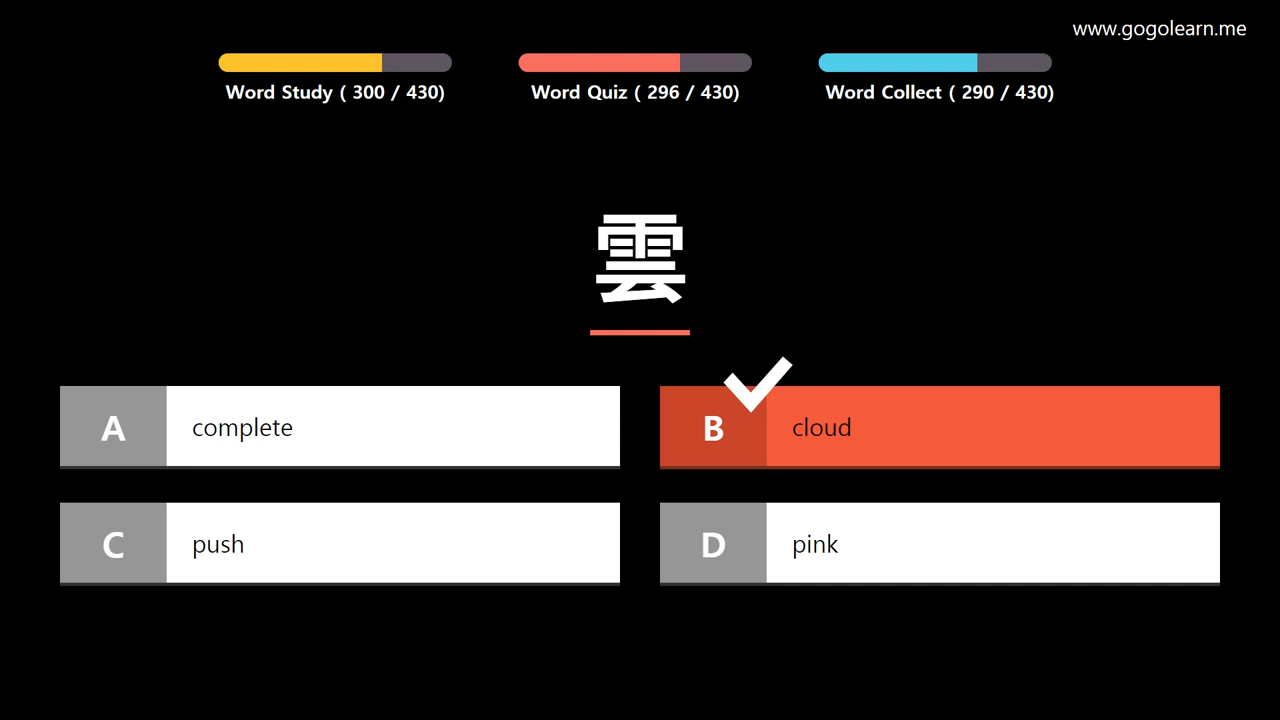 www.gogolearn.me
Word Study ( 300 / 430)
Word Quiz ( 296 / 430)
Word Collect ( 290 / 430)
雲
A complete
B cloud
C push
D pink